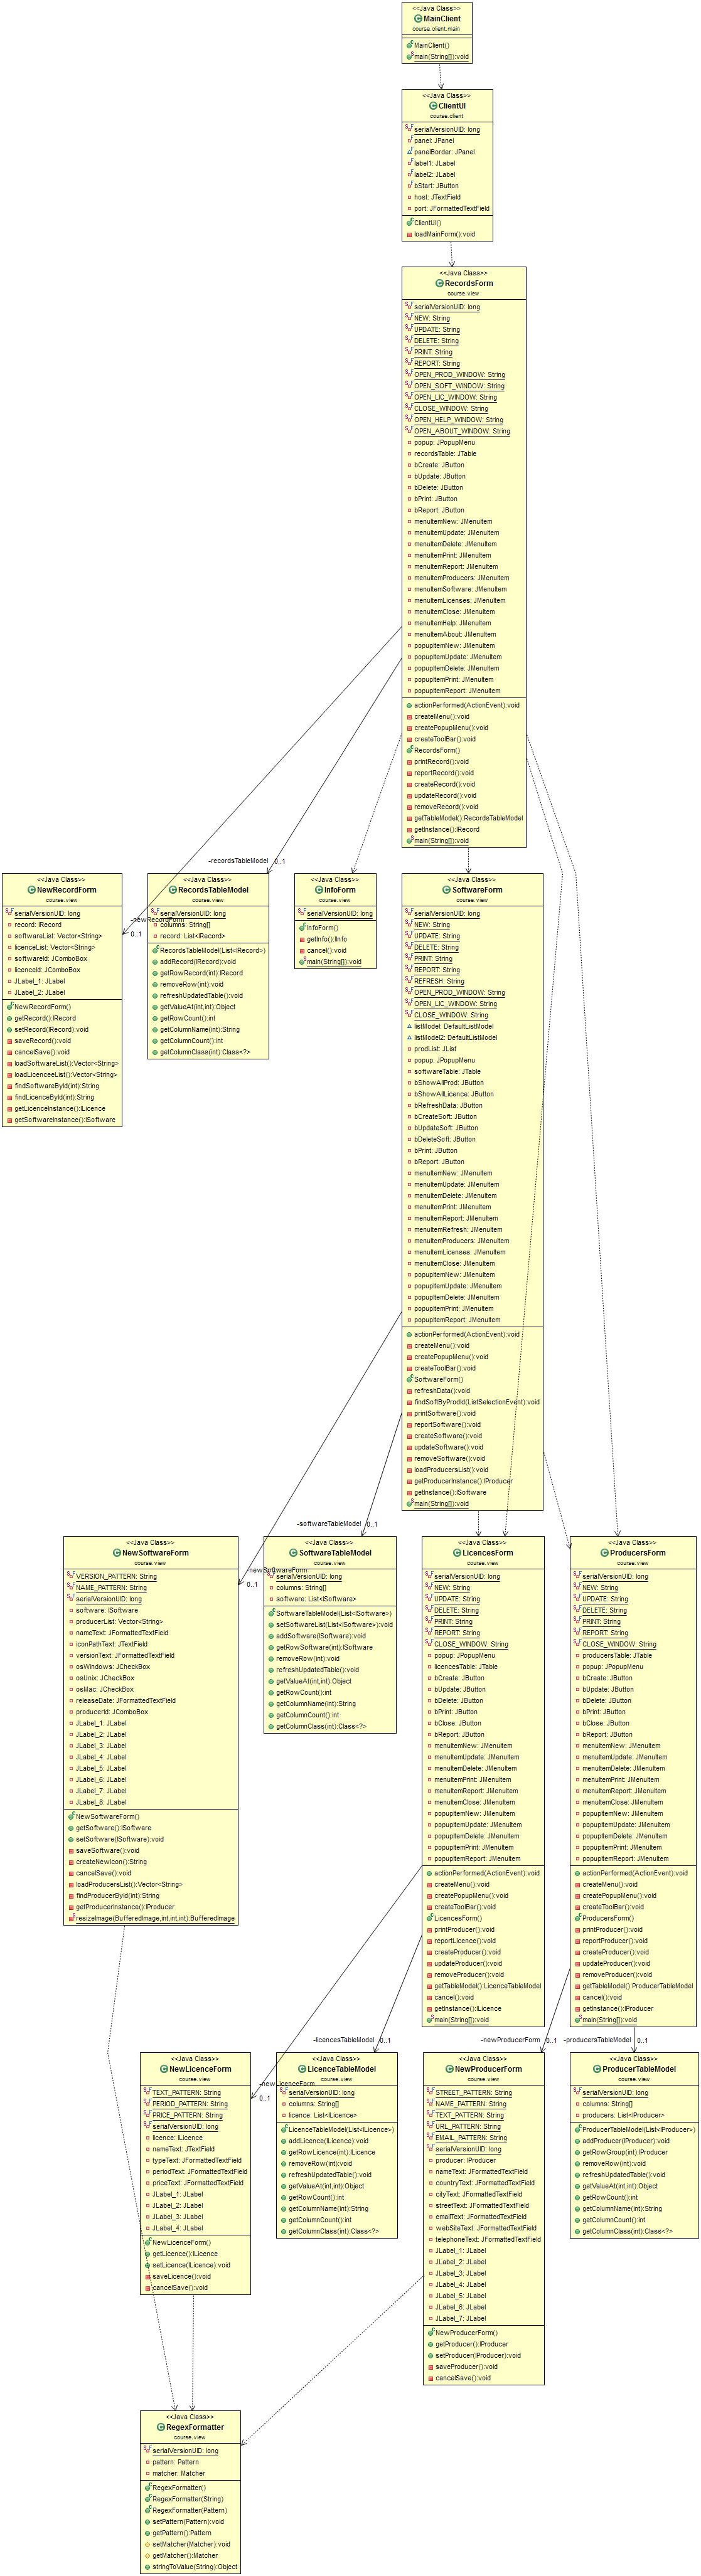 <<Java Class>>
MainClient
course.client.main
MainClient()
main(String[]):void
<<Java Class>>
ClientUI
course.client
serialVersionUID: long
panel: JPanel
panelBorder: JPanel
label1: JLabel
label2: JLabel
bStart: JButton
host: JTextField
port: JFormattedTextField
ClientUI()
loadMainForm():void
<<Java Class>>
RecordsForm
course.view
serialVersionUID: long
NEW: String
UPDATE: String
DELETE: String
PRINT: String
REPORT: String
OPEN_PROD_WINDOW: String
OPEN_SOFT_WINDOW: String
OPEN_LIC_WINDOW: String
CLOSE_WINDOW: String
OPEN_HELP_WINDOW: String
OPEN_ABOUT_WINDOW: String
popup: JPopupMenu
recordsTable: JTable
bCreate: JButton
bUpdate: JButton
bDelete: JButton
bPrint: JButton
bReport: JButton
menuItemNew: JMenuItem
menuItemUpdate: JMenuItem
menuItemDelete: JMenuItem
menuItemPrint: JMenuItem
menuItemReport: JMenuItem
menuItemProducers: JMenuItem
menuItemSoftware: JMenuItem
menuItemLicenses: JMenuItem
menuItemClose: JMenuItem
menuItemHelp: JMenuItem
menuItemAbout: JMenuItem
popupItemNew: JMenuItem
popupItemUpdate: JMenuItem
popupItemDelete: JMenuItem
popupItemPrint: JMenuItem
popupItemReport: JMenuItem
actionPerformed(ActionEvent):void
createMenu():void
createPopupMenu():void
createToolBar():void
RecordsForm()
printRecord():void
reportRecord():void
createRecord():void
updateRecord():void
removeRecord():void
getTableModel():RecordsTableModel
getInstance():IRecord
main(String[]):void
-recordsTableModel 0..1
-newRecordForm
0..1
<<Java Class>>
NewRecordForm
course.view
serialVersionUID: long
record: IRecord
softwareList: Vector<String>
licenceList: Vector<String>
softwareId: JComboBox
licenceId: JComboBox
JLabel_1: JLabel
JLabel_2: JLabel
NewRecordForm()
getRecord():IRecord
setRecord(IRecord):void
saveRecord():void
cancelSave():void
loadSoftwareList():Vector<String>
loadLicenceeList():Vector<String>
findSoftwareById(int):String
findLicenceById(int):String
getLicenceInstance():ILicence
getSoftwareInstance():ISoftware
<<Java Class>>
RecordsTableModel
course.view
serialVersionUID: long
columns: String[]
record: List<IRecord>
RecordsTableModel(List<IRecord>)
addRecord(IRecord):void
getRowRecord(int):IRecord
removeRow(int):void
refreshUpdatedTable():void
getValueAt(int,int):Object
getRowCount():int
getColumnName(int):String
getColumnCount():int
getColumnClass(int):Class<?>
<<Java Class>>
InfoForm
course.view
serialVersionUID: long
InfoForm()
getInfo():IInfo
cancel():void
main(String[]):void
<<Java Class>>
SoftwareForm
course.view
serialVersionUID: long
NEW: String
UPDATE: String
DELETE: String
PRINT: String
REPORT: String
REFRESH: String
OPEN_PROD_WINDOW: String
OPEN_LIC_WINDOW: String
CLOSE_WINDOW: String
listModel: DefaultListModel
listModel2: DefaultListModel
prodList: JList
popup: JPopupMenu
softwareTable: JTable
bShowAllProd: JButton
bShowAllLicence: JButton
bRefreshData: JButton
bCreateSoft: JButton
bUpdateSoft: JButton
bDeleteSoft: JButton
bPrint: JButton
bReport: JButton
menuItemNew: JMenuItem
menuItemUpdate: JMenuItem
menuItemDelete: JMenuItem
menuItemPrint: JMenuItem
menuItemReport: JMenuItem
menuItemRefresh: JMenuItem
menuItemProducers: JMenuItem
menuItemLicenses: JMenuItem
menuItemClose: JMenuItem
popupItemNew: JMenuItem
popupItemUpdate: JMenuItem
popupItemDelete: JMenuItem
popupItemPrint: JMenuItem
popupItemReport: JMenuItem
actionPerformed(ActionEvent):void
createMenu():void
createPopupMenu():void
createToolBar():void
SoftwareForm()
refreshData():void
findSoftByProdId(ListSelectionEvent):void
printSoftware():void
reportSoftware():void
createSoftware():void
updateSoftware():void
removeSoftware():void
loadProducersList():void
getProducerInstance():IProducer
getInstance():ISoftware
main(String[]):void
-softwareTableModel 0..1
-newSoftwareForm
0..1
<<Java Class>>
NewSoftwareForm
course.view
VERSION_PATTERN: String
NAME_PATTERN: String
serialVersionUID: long
software: ISoftware
producerList: Vector<String>
nameText: JFormattedTextField
iconPathText: JTextField
versionText: JFormattedTextField
osWindows: JCheckBox
osUnix: JCheckBox
osMac: JCheckBox
releaseDate: JFormattedTextField
producerId: JComboBox
JLabel_1: JLabel
JLabel_2: JLabel
JLabel_3: JLabel
JLabel_4: JLabel
JLabel_5: JLabel
JLabel_6: JLabel
JLabel_7: JLabel
JLabel_8: JLabel
NewSoftwareForm()
getSoftware():ISoftware
setSoftware(ISoftware):void
saveSoftware():void
createNewIcon():String
cancelSave():void
loadProducersList():Vector<String>
findProducerById(int):String
getProducerInstance():IProducer
resizeImage(BufferedImage,int,int,int):BufferedImage
<<Java Class>>
SoftwareTableModel
course.view
serialVersionUID: long
columns: String[]
software: List<ISoftware>
SoftwareTableModel(List<ISoftware>)
setSoftwareList(List<ISoftware>):void
addSoftware(ISoftware):void
getRowSoftware(int):ISoftware
removeRow(int):void
refreshUpdatedTable():void
getValueAt(int,int):Object
getRowCount():int
getColumnName(int):String
getColumnCount():int
getColumnClass(int):Class<?>
<<Java Class>>
LicencesForm
course.view
serialVersionUID: long
NEW: String
UPDATE: String
DELETE: String
PRINT: String
REPORT: String
CLOSE_WINDOW: String
popup: JPopupMenu
licencesTable: JTable
bCreate: JButton
bUpdate: JButton
bDelete: JButton
bPrint: JButton
bClose: JButton
bReport: JButton
menuItemNew: JMenuItem
menuItemUpdate: JMenuItem
menuItemDelete: JMenuItem
menuItemPrint: JMenuItem
menuItemReport: JMenuItem
menuItemClose: JMenuItem
popupItemNew: JMenuItem
popupItemUpdate: JMenuItem
popupItemDelete: JMenuItem
popupItemPrint: JMenuItem
popupItemReport: JMenuItem
actionPerformed(ActionEvent):void
createMenu():void
createPopupMenu():void
createToolBar():void
LicencesForm()
printProducer():void
reportLicence():void
createProducer():void
updateProducer():void
removeProducer():void
getTableModel():LicenceTableModel
cancel():void
getInstance():ILicence
main(String[]):void
<<Java Class>>
ProducersForm
course.view
serialVersionUID: long
NEW: String
UPDATE: String
DELETE: String
PRINT: String
REPORT: String
CLOSE_WINDOW: String
producersTable: JTable
popup: JPopupMenu
bCreate: JButton
bUpdate: JButton
bDelete: JButton
bPrint: JButton
bClose: JButton
bReport: JButton
menuItemNew: JMenuItem
menuItemUpdate: JMenuItem
menuItemDelete: JMenuItem
menuItemPrint: JMenuItem
menuItemReport: JMenuItem
menuItemClose: JMenuItem
popupItemNew: JMenuItem
popupItemUpdate: JMenuItem
popupItemDelete: JMenuItem
popupItemPrint: JMenuItem
popupItemReport: JMenuItem
actionPerformed(ActionEvent):void
createMenu():void
createPopupMenu():void
createToolBar():void
ProducersForm()
printProducer():void
reportProducer():void
createProducer():void
updateProducer():void
removeProducer():void
getTableModel():ProducerTableModel
cancel():void
getInstance():IProducer
main(String[]):void
-licencesTableModel 0..1
-newProducerForm 0..1
-producersTableModel 0..1
-newLicenceForm
0..1
<<Java Class>>
NewLicenceForm
course.view
TEXT_PATTERN: String
PERIOD_PATTERN: String
PRICE_PATTERN: String
serialVersionUID: long
licence: ILicence
nameText: JTextField
typeText: JFormattedTextField
periodText: JFormattedTextField
priceText: JFormattedTextField
JLabel_1: JLabel
JLabel_2: JLabel
JLabel_3: JLabel
JLabel_4: JLabel
NewLicenceForm()
getLicence():ILicence
setLicence(ILicence):void
saveLicence():void
cancelSave():void
<<Java Class>>
LicenceTableModel
course.view
serialVersionUID: long
columns: String[]
licence: List<ILicence>
LicenceTableModel(List<ILicence>)
addLicence(ILicence):void
getRowLicence(int):ILicence
removeRow(int):void
refreshUpdatedTable():void
getValueAt(int,int):Object
getRowCount():int
getColumnName(int):String
getColumnCount():int
getColumnClass(int):Class<?>
<<Java Class>>
NewProducerForm
course.view
STREET_PATTERN: String
NAME_PATTERN: String
TEXT_PATTERN: String
URL_PATTERN: String
EMAIL_PATTERN: String
serialVersionUID: long
producer: IProducer
nameText: JFormattedTextField
countryText: JFormattedTextField
cityText: JFormattedTextField
streetText: JFormattedTextField
emailText: JFormattedTextField
webSiteText: JFormattedTextField
telephoneText: JFormattedTextField
JLabel_1: JLabel
JLabel_2: JLabel
JLabel_3: JLabel
JLabel_4: JLabel
JLabel_5: JLabel
JLabel_6: JLabel
JLabel_7: JLabel
NewProducerForm()
getProducer():IProducer
setProducer(IProducer):void
saveProducer():void
cancelSave():void
<<Java Class>>
ProducerTableModel
course.view
serialVersionUID: long
columns: String[]
producers: List<IProducer>
ProducerTableModel(List<IProducer>)
addProducer(IProducer):void
getRowGroup(int):IProducer
removeRow(int):void
refreshUpdatedTable():void
getValueAt(int,int):Object
getRowCount():int
getColumnName(int):String
getColumnCount():int
getColumnClass(int):Class<?>
<<Java Class>>
RegexFormatter
course.view
serialVersionUID: long
pattern: Pattern
matcher: Matcher
RegexFormatter()
RegexFormatter(String)
RegexFormatter(Pattern)
setPattern(Pattern):void
getPattern():Pattern
setMatcher(Matcher):void
getMatcher():Matcher
stringToValue(String):Object